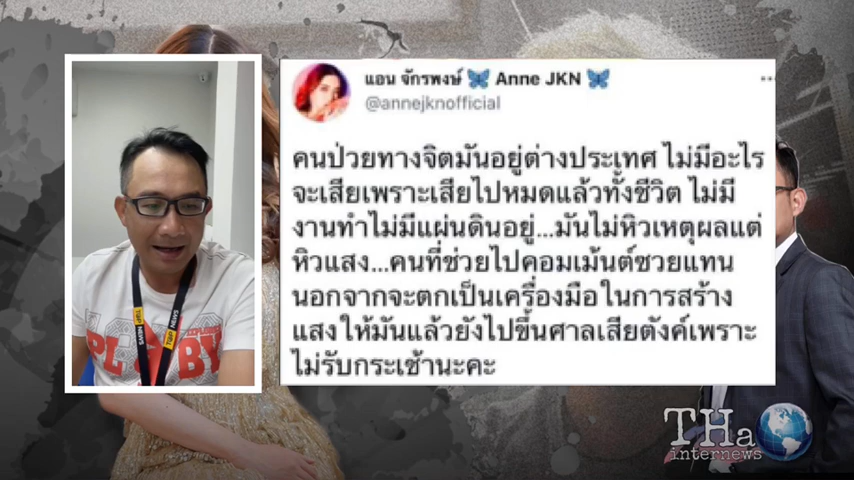 แอน จักรพงษ์ 🦋 Anne JKN 🦋
@annejknofficial
คนป่วยทางจิตมันอยู่ต่างประเทศ ไม่มีอะไร
จะเสียเพราะเสียไปหมดแล้วทั้งชีวิต ไม่มี
งานทำไม่มีแผ่นดินอยู่...มันไม่หิวเหตุผลแต่
หิวแสง...คนที่ช่วยไปคอมเม้นต์ซวยแทน
นอกจากจะตกเป็นเครื่องมือในการสร้าง
แสงให้มันแล้วยังไปขึ้นศาลเสียตังค์เพราะ
ไม่รับกระเช้านะคะ
THa
internews